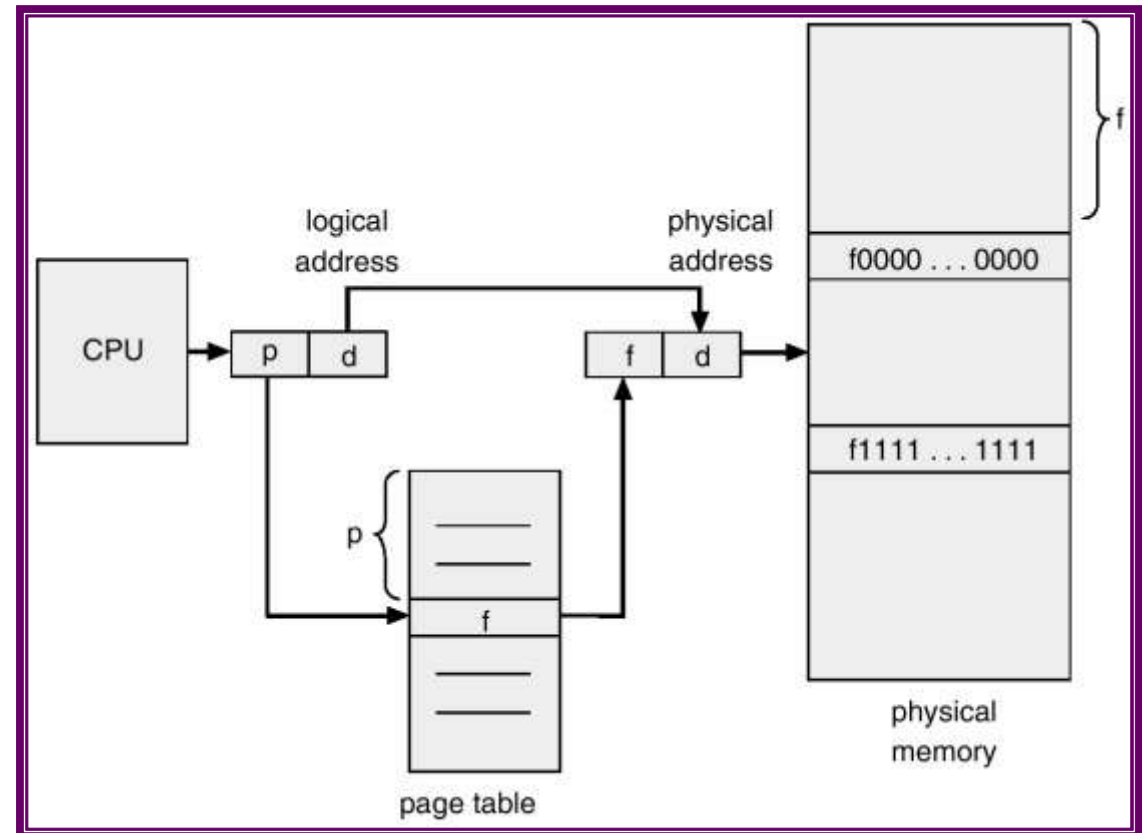 f
logical
address
physical
address
f0000 . . . 0000
CPU
p
d
f
d
f1111 . . . 1111
p
f
physical
memory
page table